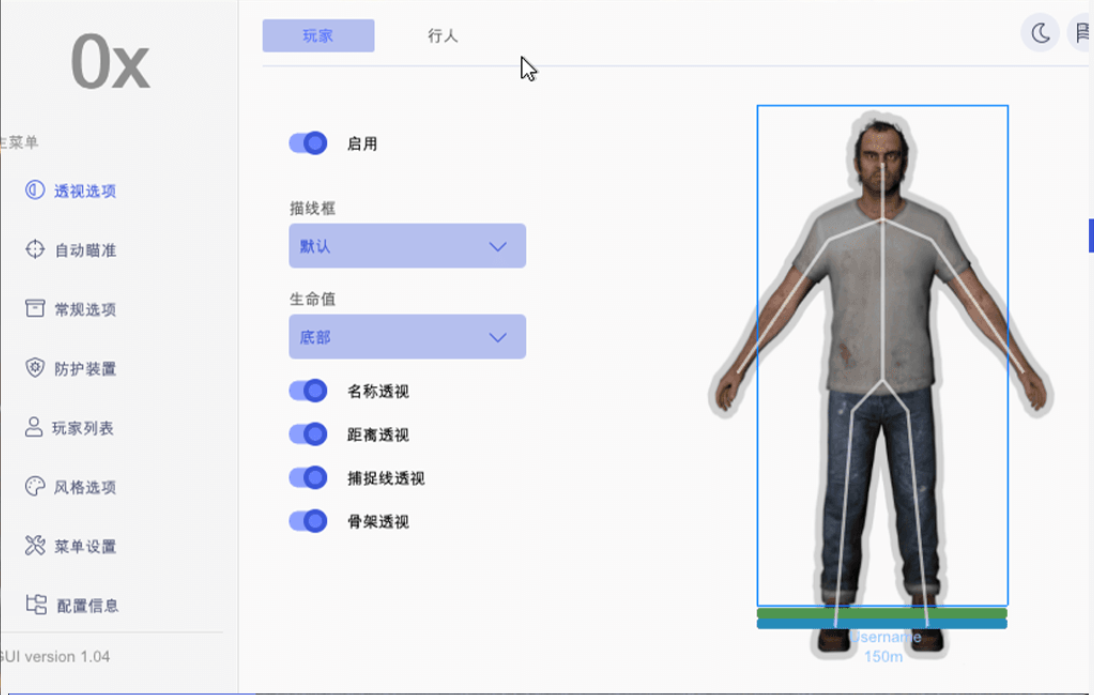 0x
主菜单
透视选项
自动瞄准
常规选项
防护装置
玩家列表
风格选项
菜单设置
配置信息
GUI version 1.04
玩家
行人
启用
描线框
默认
生命值
底部
名称透视
距离透视
捕捉线透视
骨架透视
Username
150m